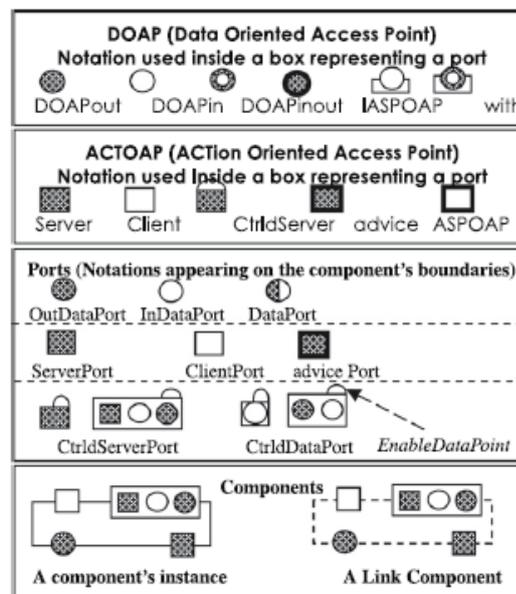 DOAP (Data Oriented Access Point)
Notation used inside a box representing a port
DOAPout DOAPin DOAPinout IASPOAP with
ACTOAP (ACTion Oriented Access Point)
Notation used Inside a box representing a port
Server Client CtrldServer advice ASPOAP
Ports (Notations appearing on the component's boundaries)
OutDataPort InDataPort DataPort
ServerPort ClientPort advice Port
CtrldServerPort CtrldDataPort EnableDataPoint
Components
A component's instance A Link Component